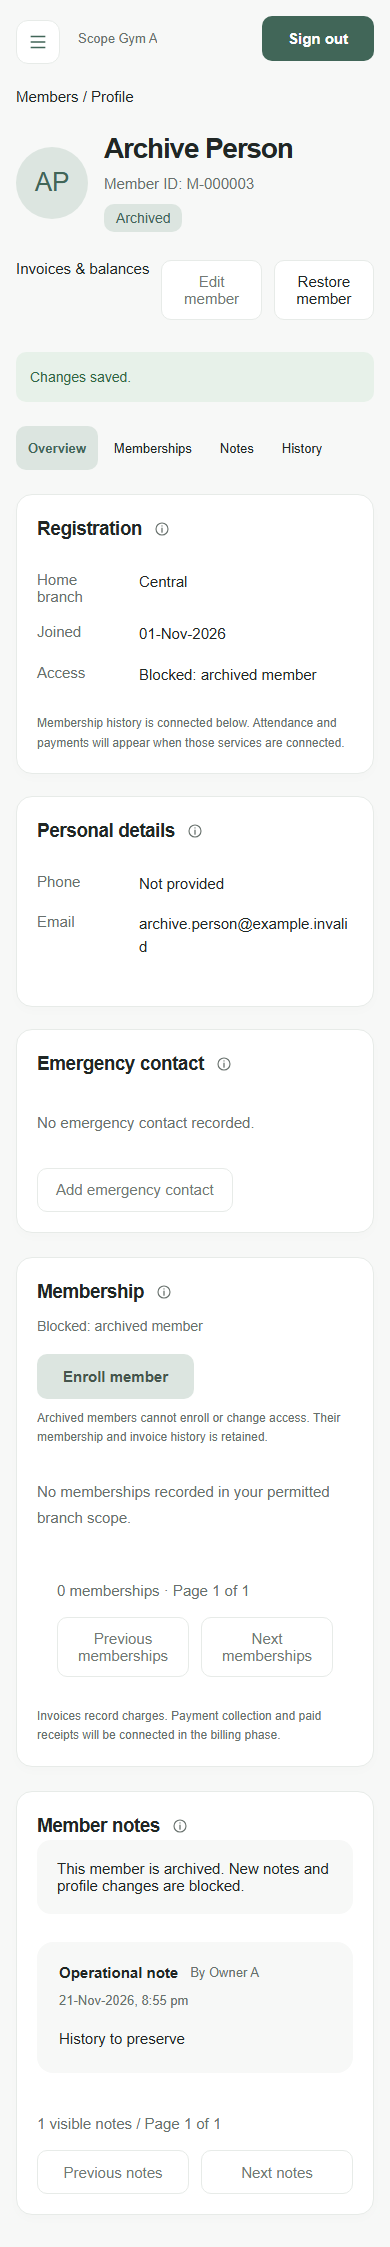 Scope Gym A
Sign out
Members / Profile
AP
Archive Person
Member ID: M-000003
Archived
Invoices & balances
Edit
member
Restore
member
Changes saved.
Overview
Memberships
Notes
History
Registration
Home
branch
Central
Joined
01-Nov-2026
Access
Blocked: archived member
Membership history is connected below. Attendance and
payments will appear when those services are connected.
Personal details
Phone
Not provided
Email
archive.person@example.invali
d
Emergency contact
No emergency contact recorded.
Add emergency contact
Membership
Blocked: archived member
Enroll member
Archived members cannot enroll or change access. Their
membership and invoice history is retained.
No memberships recorded in your permitted
branch scope.
0 memberships · Page 1 of 1
Previous
memberships
Next
memberships
Invoices record charges. Payment collection and paid
receipts will be connected in the billing phase.
Member notes
This member is archived. New notes and
profile changes are blocked.
Operational note
By Owner A
21-Nov-2026, 8:55 pm
History to preserve
1 visible notes / Page 1 of 1
Previous notes
Next notes